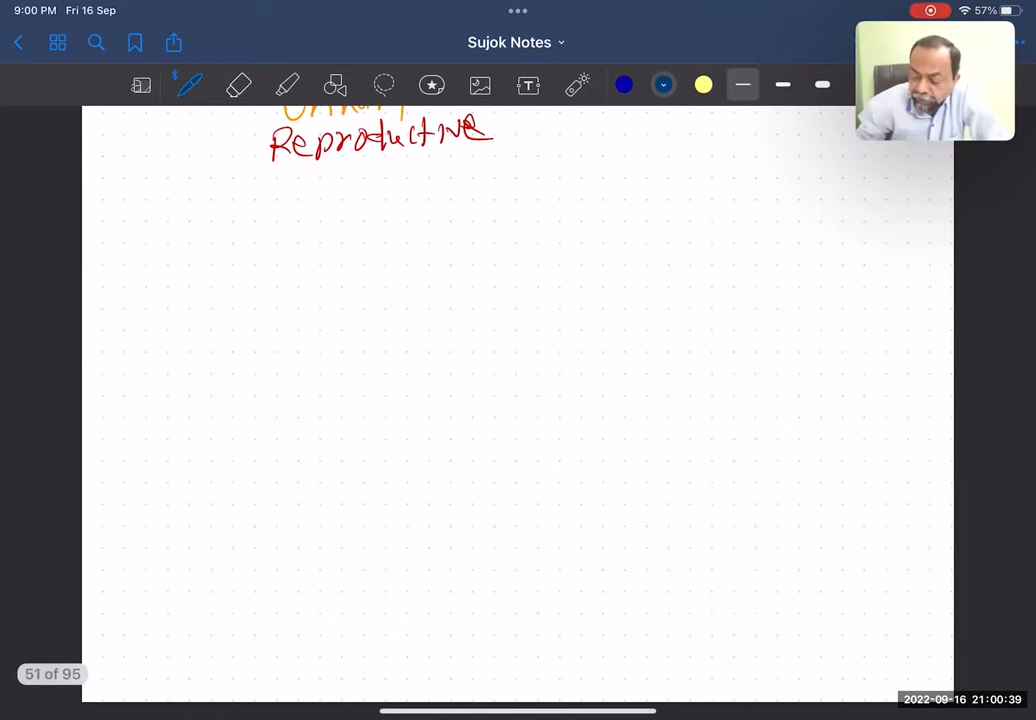 9:00 PM Fri 16 Sep
57%
Sujok Notes
Reproductive
51 of 95
2022-09-16 21:00:39